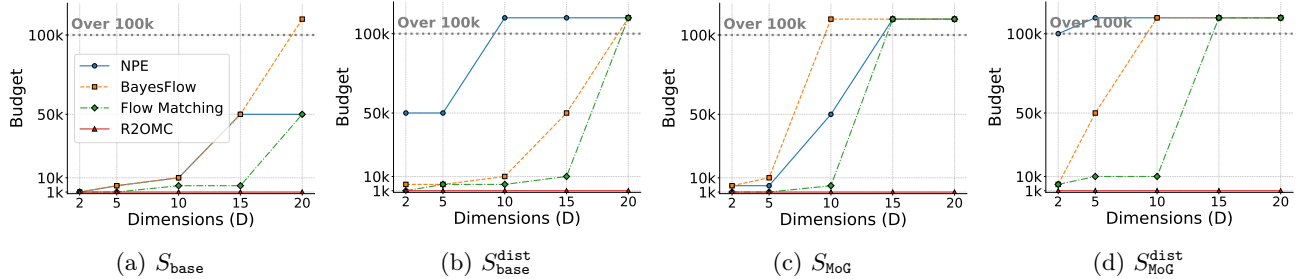 Over 100k
100k
50k
10k
1k
Budget
NPE
BayesFlow
Flow Matching
R2OMC
2 5 10 15 20
Dimensions (D)
(a) S_base
Over 100k
100k
50k
10k
1k
Budget
2 5 10 15 20
Dimensions (D)
(b) S_base^dist
Over 100k
100k
50k
10k
1k
Budget
2 5 10 15 20
Dimensions (D)
(c) S_MoG
Over 100k
100k
50k
10k
1k
Budget
2 5 10 15 20
Dimensions (D)
(d) S_MoG^dist